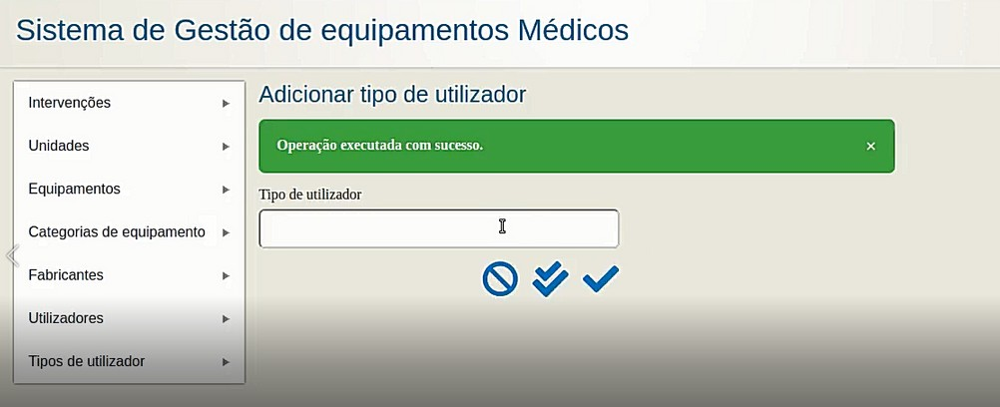 Sistema de Gestão de equipamentos Médicos
Intervenções
Unidades
Equipamentos
Categorias de equipamento
Fabricantes
Utilizadores
Tipos de utilizador
Adicionar tipo de utilizador
Operação executada com sucesso. ×
Tipo de utilizador